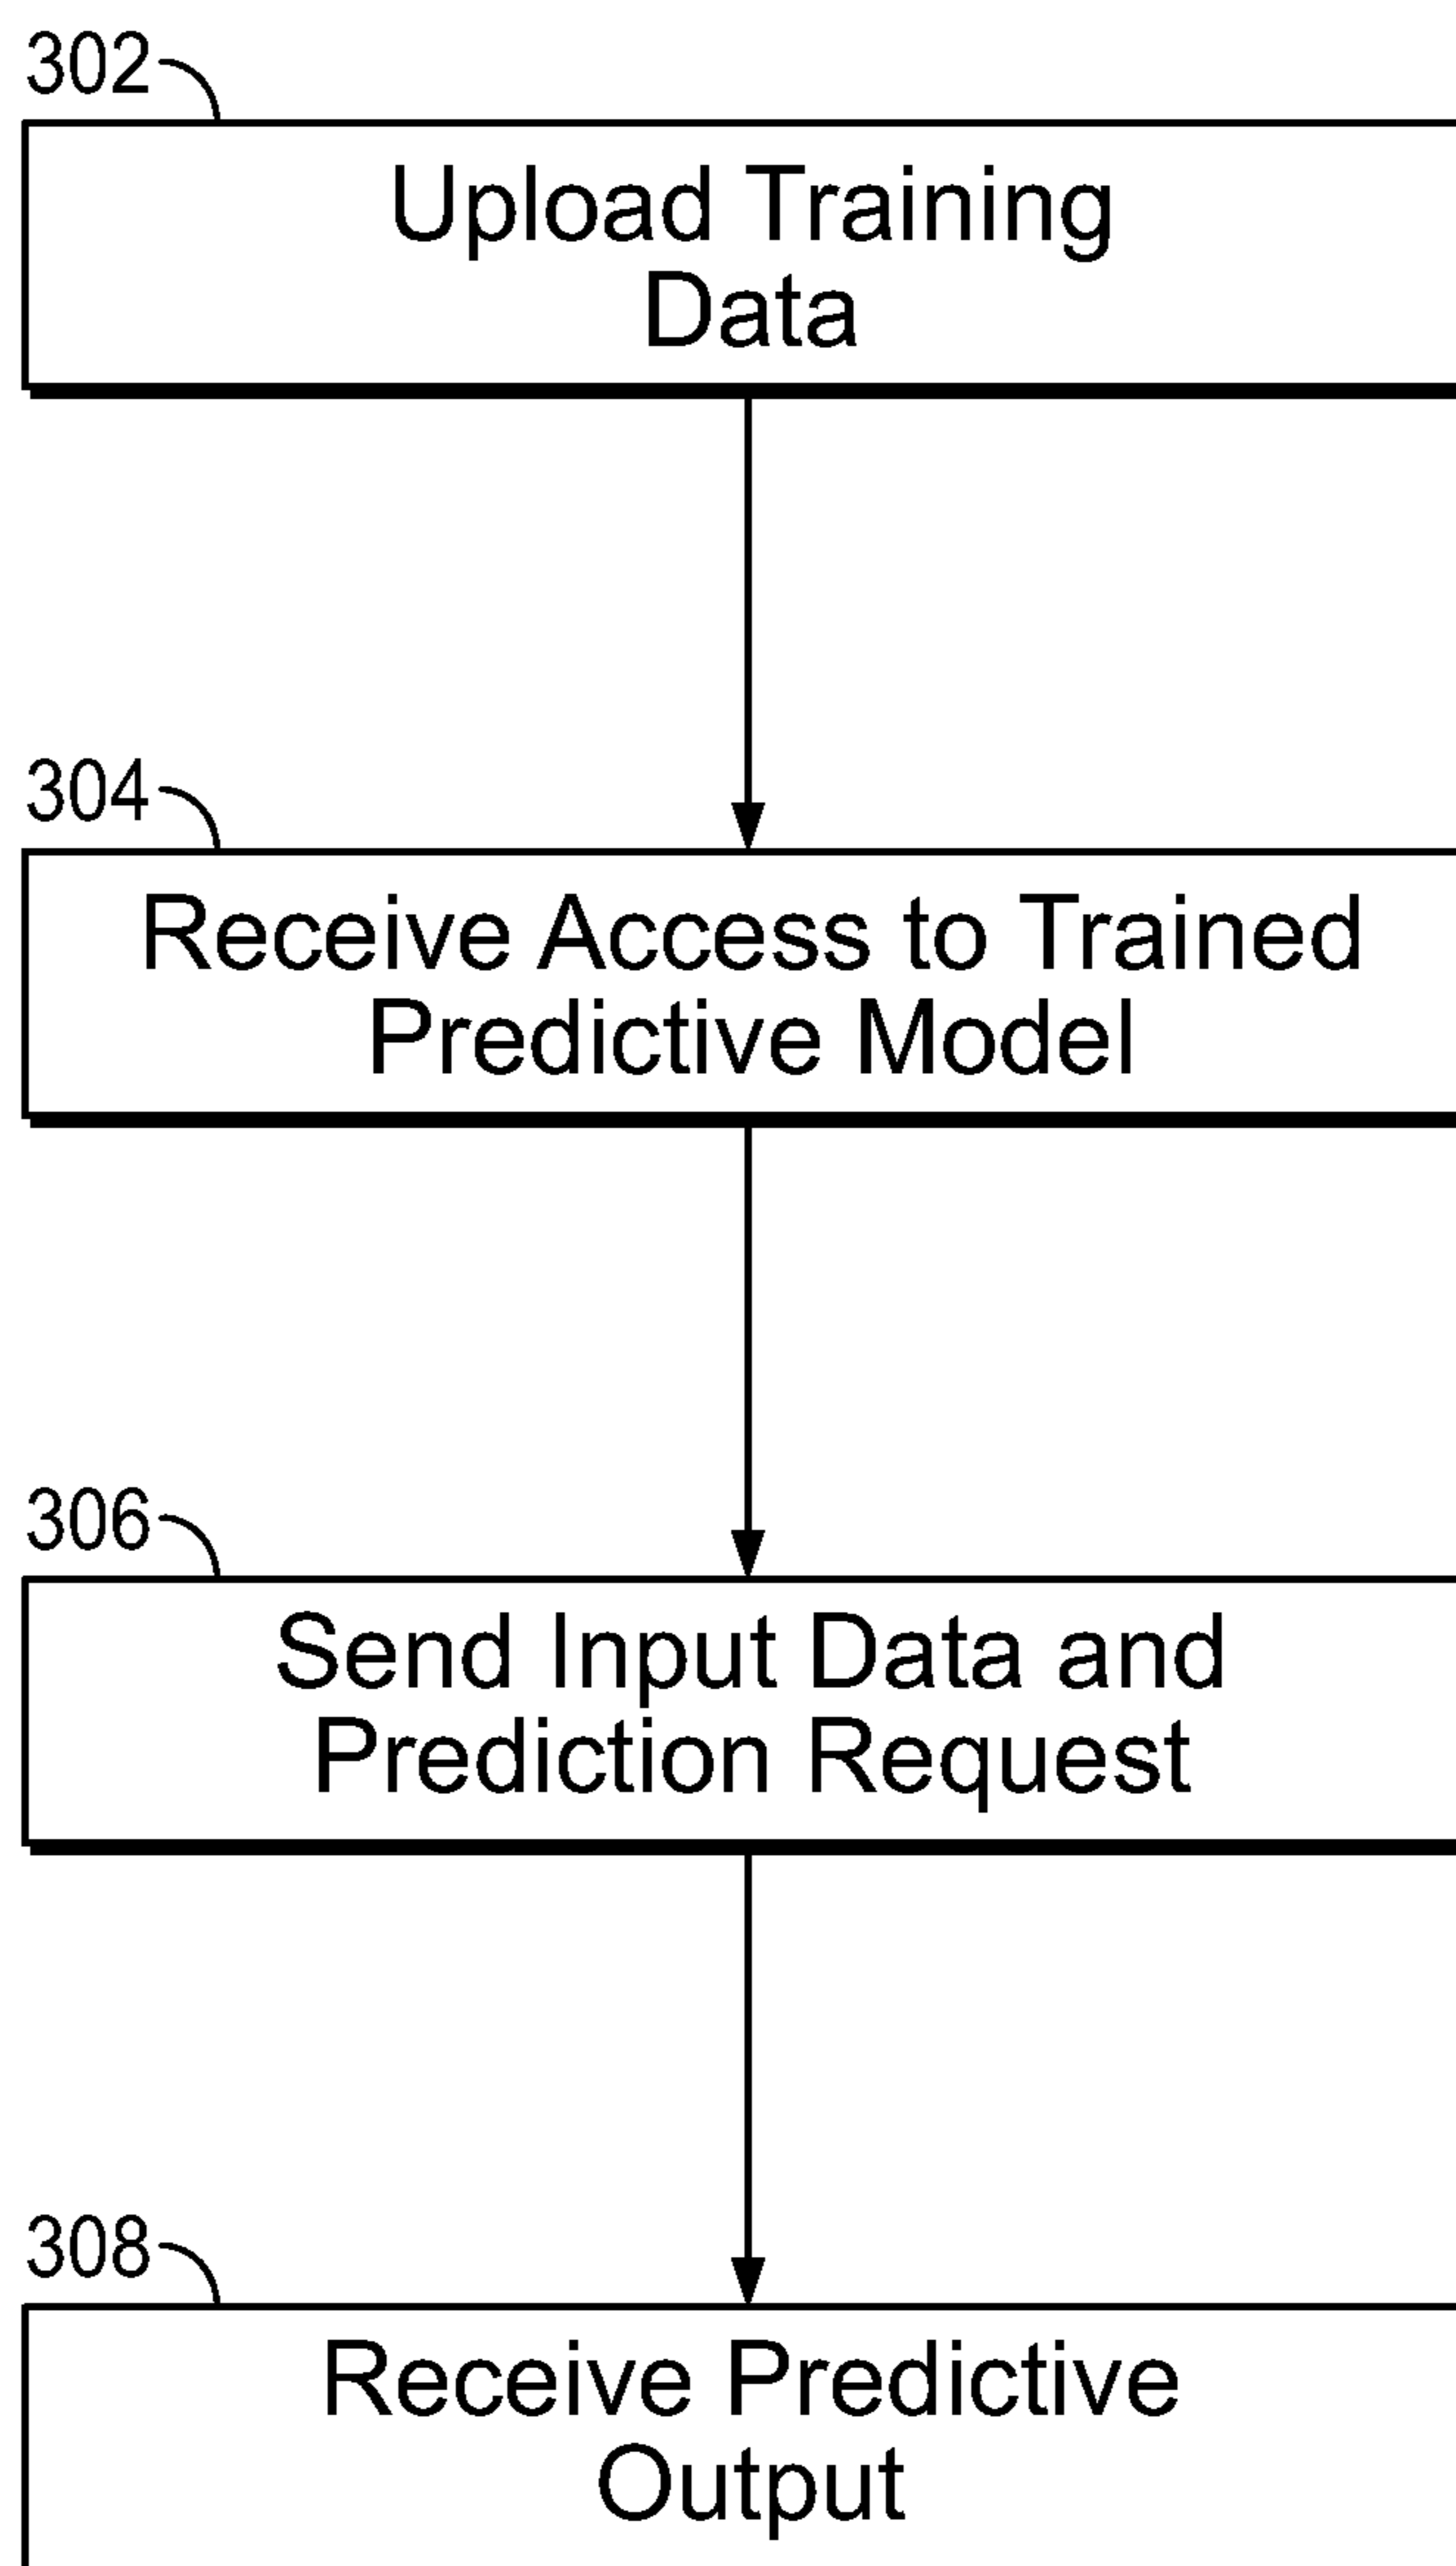 302
Upload Training
Data
304
Receive Access to Trained
Predictive Model
306
Send Input Data and
Prediction Request
308
Receive Predictive
Output